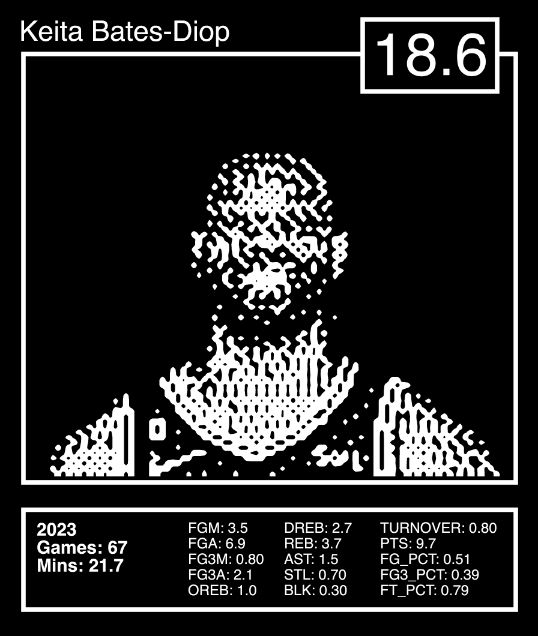 Keita Bates-Diop
18.6
2023
Games: 67
Mins: 21.7
FGM: 3.5
FGA: 6.9
FG3M: 0.80
FG3A: 2.1
OREB: 1.0
DREB: 2.7
REB: 3.7
AST: 1.5
STL: 0.70
BLK: 0.30
TURNOVER: 0.80
PTS: 9.7
FG_PCT: 0.51
FG3_PCT: 0.39
FT_PCT: 0.79